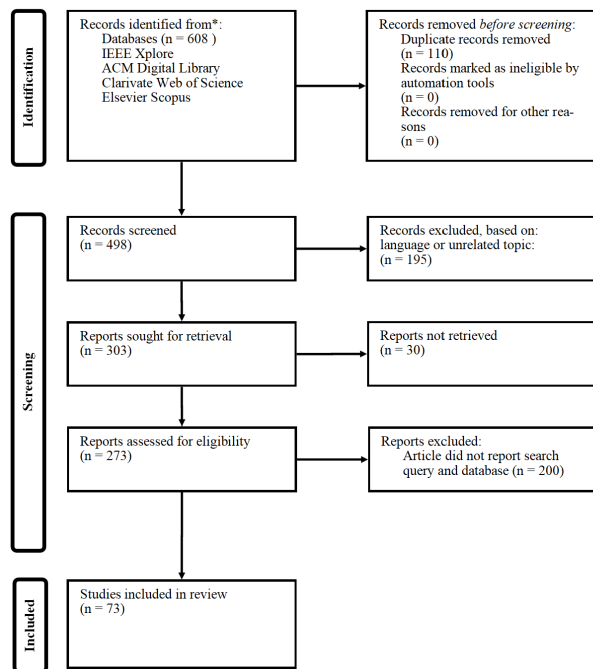 Identification
Records identified from*:
Databases (n = 608 )
IEEE Xplore
ACM Digital Library
Clarivate Web of Science
Elsevier Scopus
Records removed before screening:
Duplicate records removed
(n = 110)
Records marked as ineligible by
automation tools
(n = 0)
Records removed for other rea-
sons
(n = 0)
Screening
Records screened
(n = 498)
Records excluded, based on:
language or unrelated topic:
(n = 195)
Reports sought for retrieval
(n = 303)
Reports not retrieved
(n = 30)
Reports assessed for eligibility
(n = 273)
Reports excluded:
Article did not report search
query and database (n = 200)
Included
Studies included in review
(n = 73)